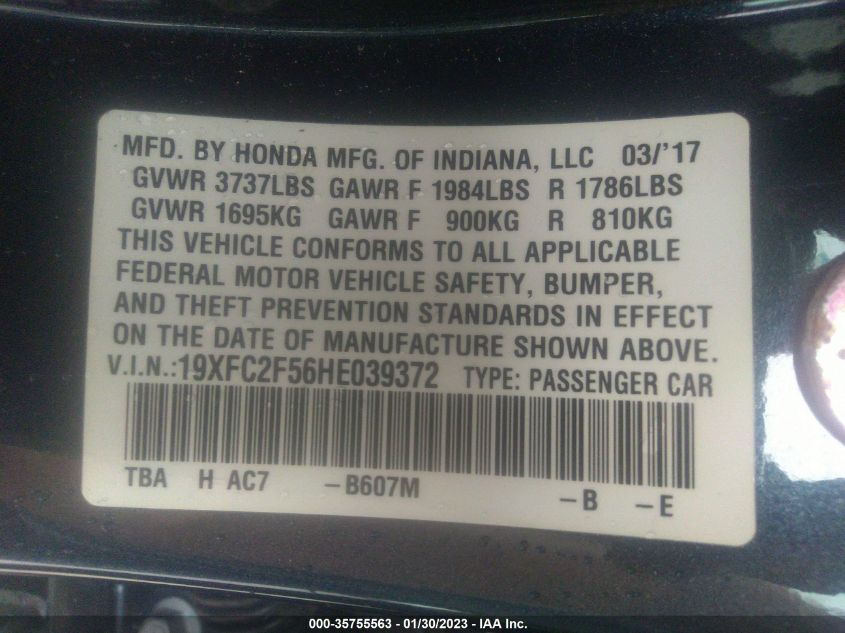 MFD. BY HONDA MFG. OF INDIANA, LLC 03/'17
GVWR 3737LBS GAWR F 1984LBS R 1786LBS
GVWR 1695KG GAWR F 900KG R 810KG
THIS VEHICLE CONFORMS TO ALL APPLICABLE
FEDERAL MOTOR VEHICLE SAFETY, BUMPER,
AND THEFT PREVENTION STANDARDS IN EFFECT
ON THE DATE OF MANUFACTURE SHOWN ABOVE.
V.I.N.:19XFC2F56HE039372 TYPE: PASSENGER CAR
TBA H AC7 -B607M -B -E
000-35755563 - 01/30/2023 - IAA Inc.